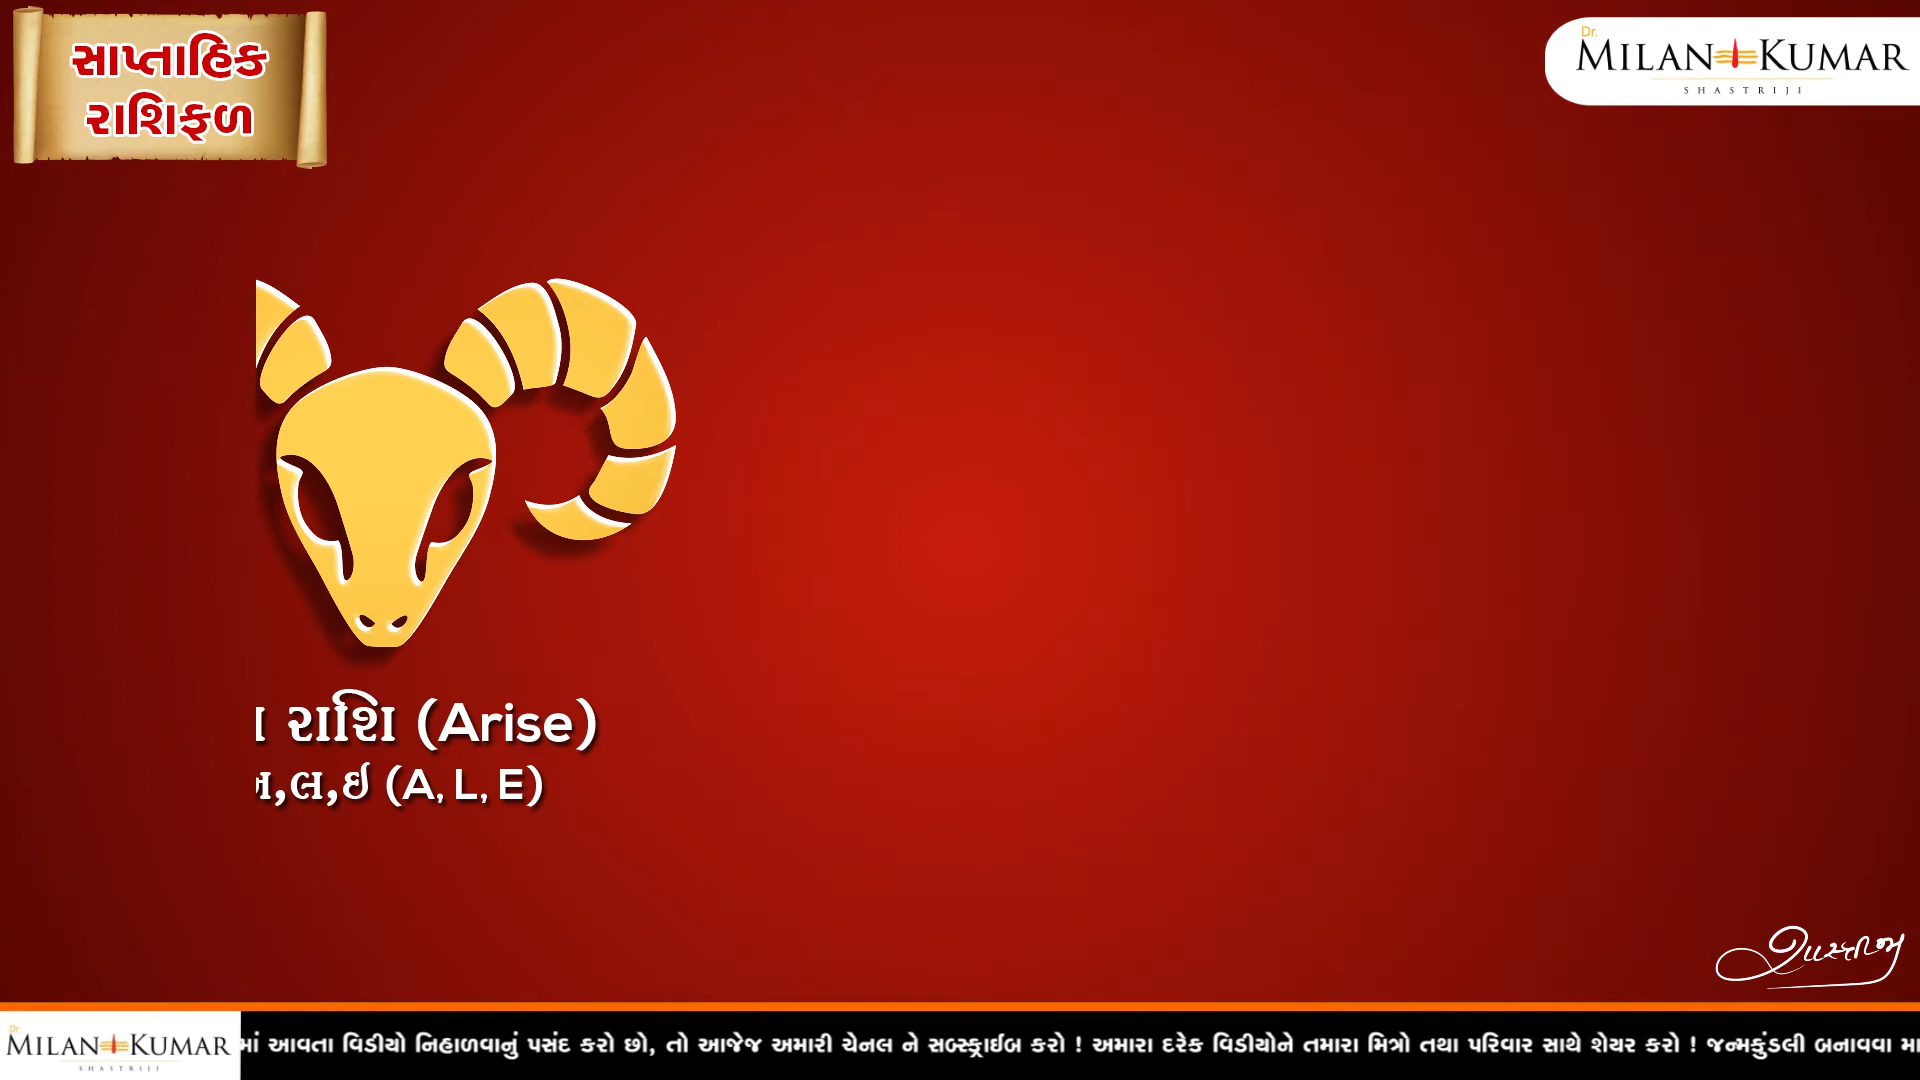 સાપ્તાહિક
રાશિફળ
Dr.
MILAN KUMAR
SHASTRIJI
રાશિ (Arise)
,લ,ઇ (A, L, E)
શાસ્ત્રીજી
Dr.
MILAN KUMAR
SHASTRIJI
માં આવતા વિડીયો નિહાળવાનું પસંદ કરો છો, તો આજેજ અમારી ચેનલ ને સબ્સ્ક્રાઈબ કરો ! અમારા દરેક વિડીયોને તમારા મિત્રો તથા પરિવાર સાથે શેયર કરો ! જન્મકુંડલી બનાવવા મા